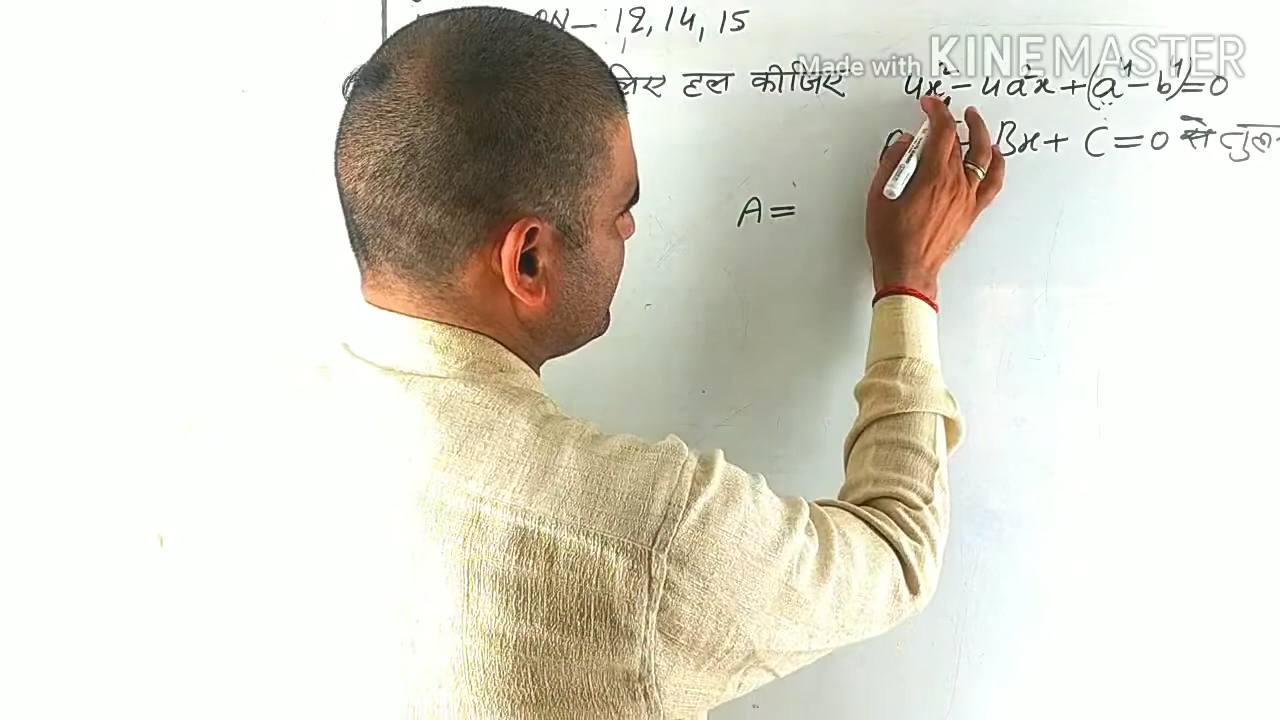 — 12, 14, 15
Made with KINEMASTER
लिए हल कीजिए 4x² - 4a²x + (a⁴ - b⁴) = 0
Bx + C = 0 से
A =